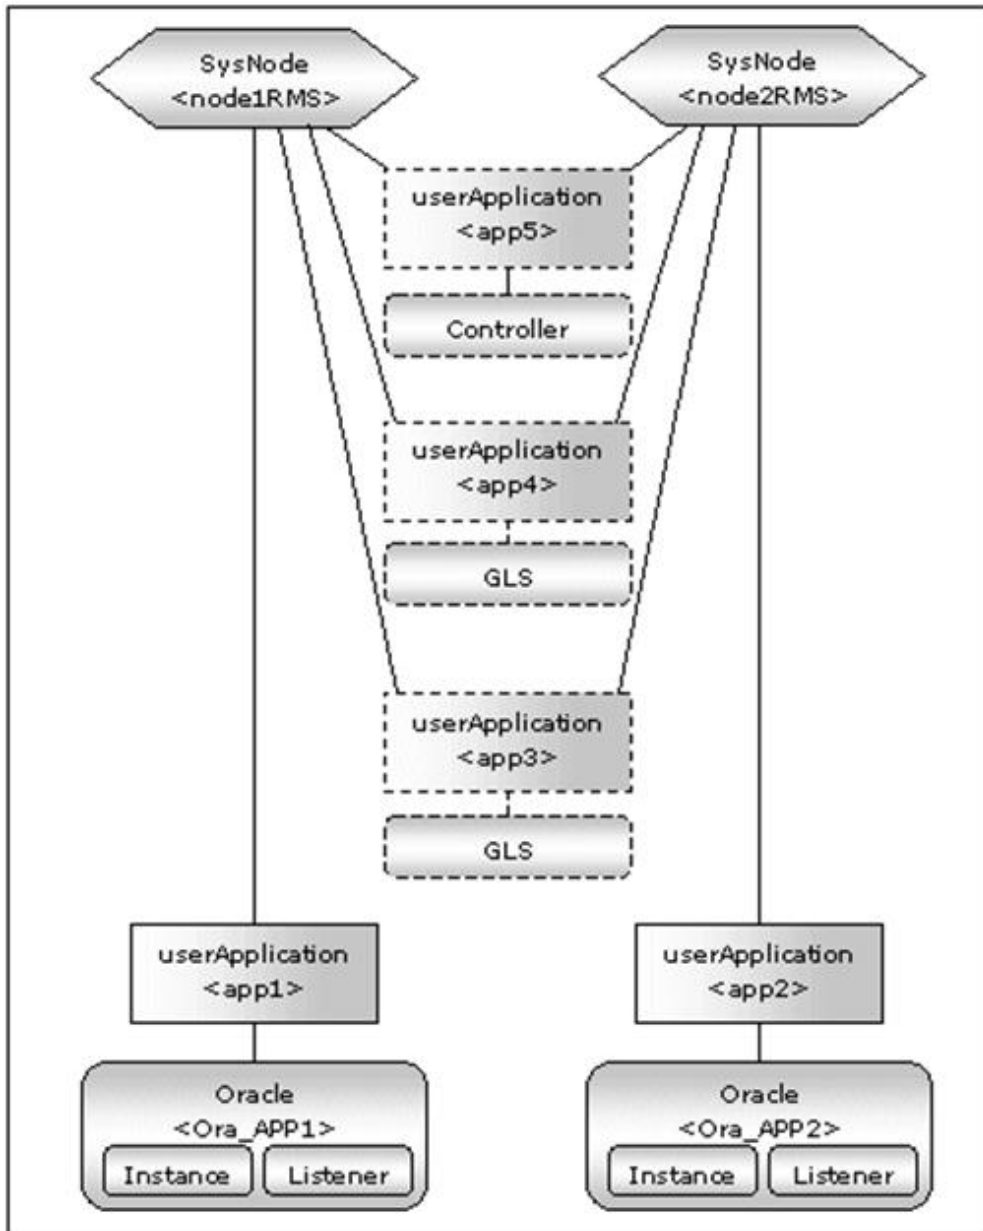 SysNode
<node1RMS>
SysNode
<node2RMS>
userApplication
<app5>
Controller
userApplication
<app4>
GLS
userApplication
<app3>
GLS
userApplication
<app1>
userApplication
<app2>
Oracle
<Ora_APP1>
Instance
Listener
Oracle
<Ora_APP2>
Instance
Listener